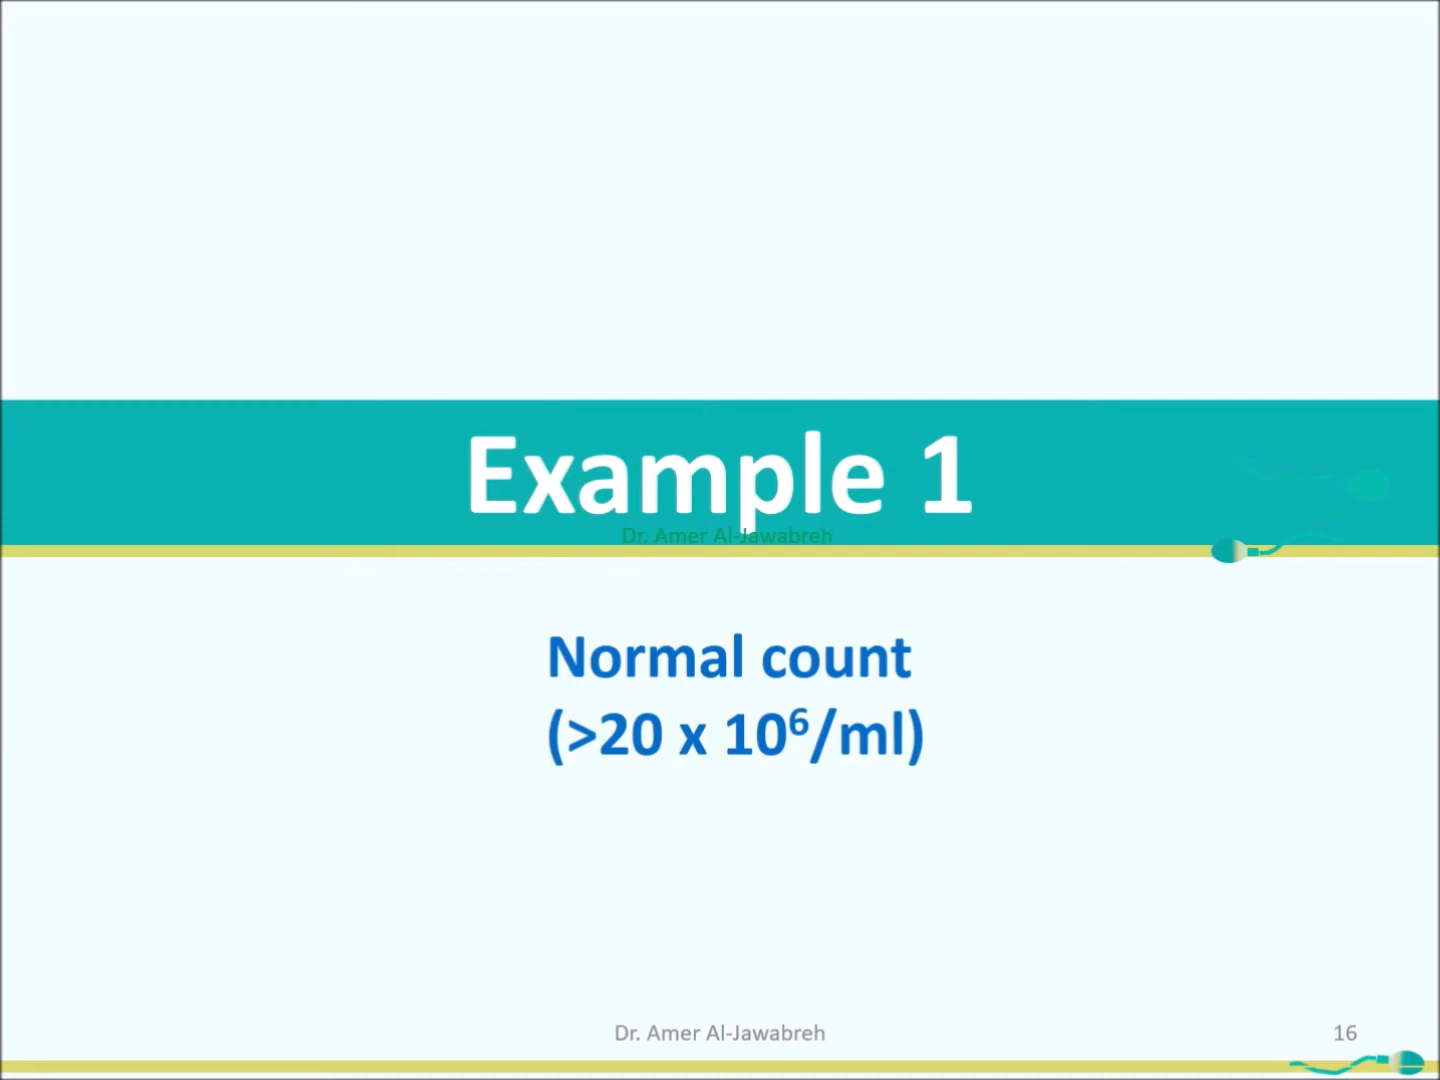 Example 1
Dr. Amer Al-Jawabreh
Normal count
(>20 x 10⁶/ml)
Dr. Amer Al-Jawabreh
16